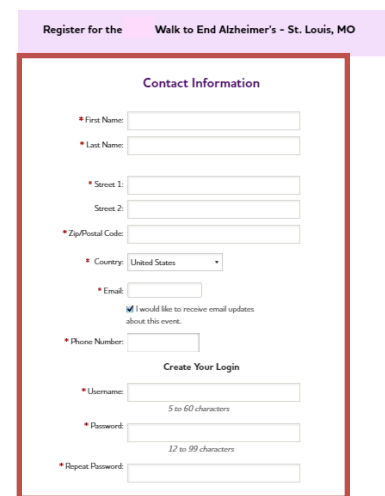 Register for the Walk to End Alzheimer's - St. Louis, MO
Contact Information
* First Name:
* Last Name:
* Street 1:
Street 2:
* Zip/Postal Code:
* Country: United States
* Email:
I would like to receive email updates
about this event.
* Phone Number:
Create Your Login
* Username:
5 to 60 characters
* Password:
12 to 99 characters
* Repeat Password: